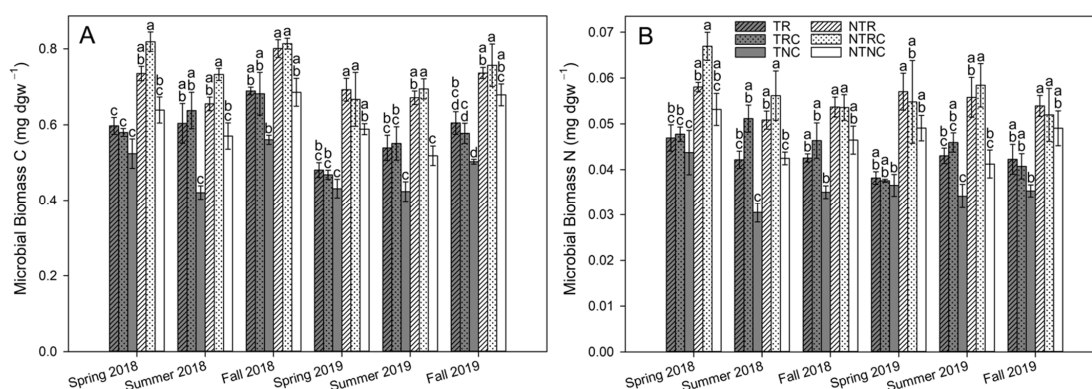 A
Microbial Biomass C (mg dgw⁻¹)
0.8
0.6
0.4
0.2
0.0
c c c a b a b c
a b a b c a b a b c
a b a b b a a a b
b c b c c a a b a b
b c b c c a b a c
b c d c d d a b a a b c
Spring 2018
Summer 2018
Fall 2018
Spring 2019
Summer 2019
Fall 2019
B
Microbial Biomass N (mg dgw⁻¹)
0.07
0.06
0.05
0.04
0.03
0.02
0.01
0.00
TR NTR
TRC NTRC
TNC NTNC
b c b c c a b a b c
b c a b c a b a b c
a b a b b a a a b
a b a b b a a b a b
a b c a b c c a b a b c
a b a b b a a a b
Spring 2018
Summer 2018
Fall 2018
Spring 2019
Summer 2019
Fall 2019